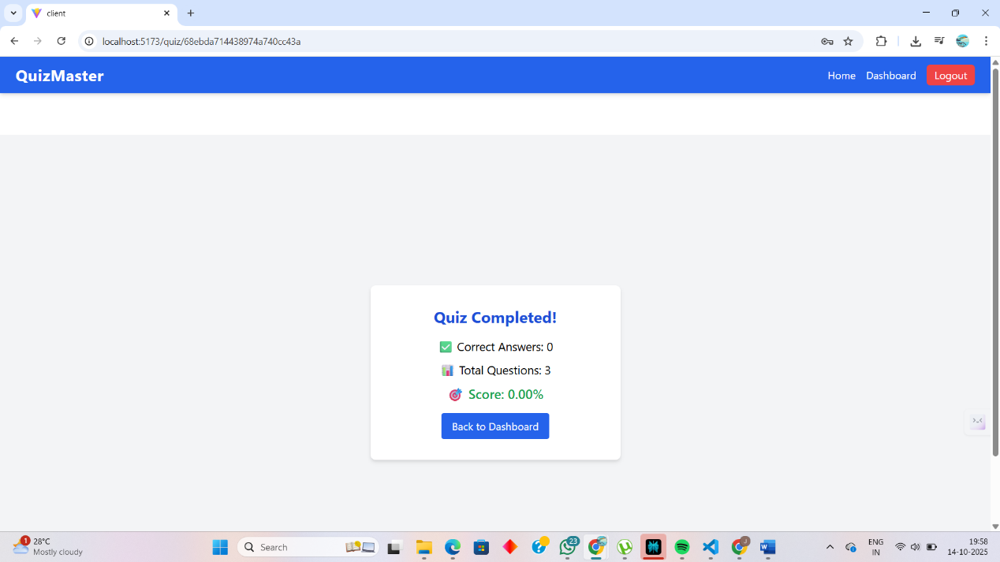 client
localhost:5173/quiz/68ebda714438974a740cc43a
QuizMaster
Home
Dashboard
Logout
Quiz Completed!
✅ Correct Answers: 0
📊 Total Questions: 3
🎯 Score: 0.00%
Back to Dashboard
>_<
1
28°C
Mostly cloudy
Search
23
J
ENG
IN
19:58
14-10-2025